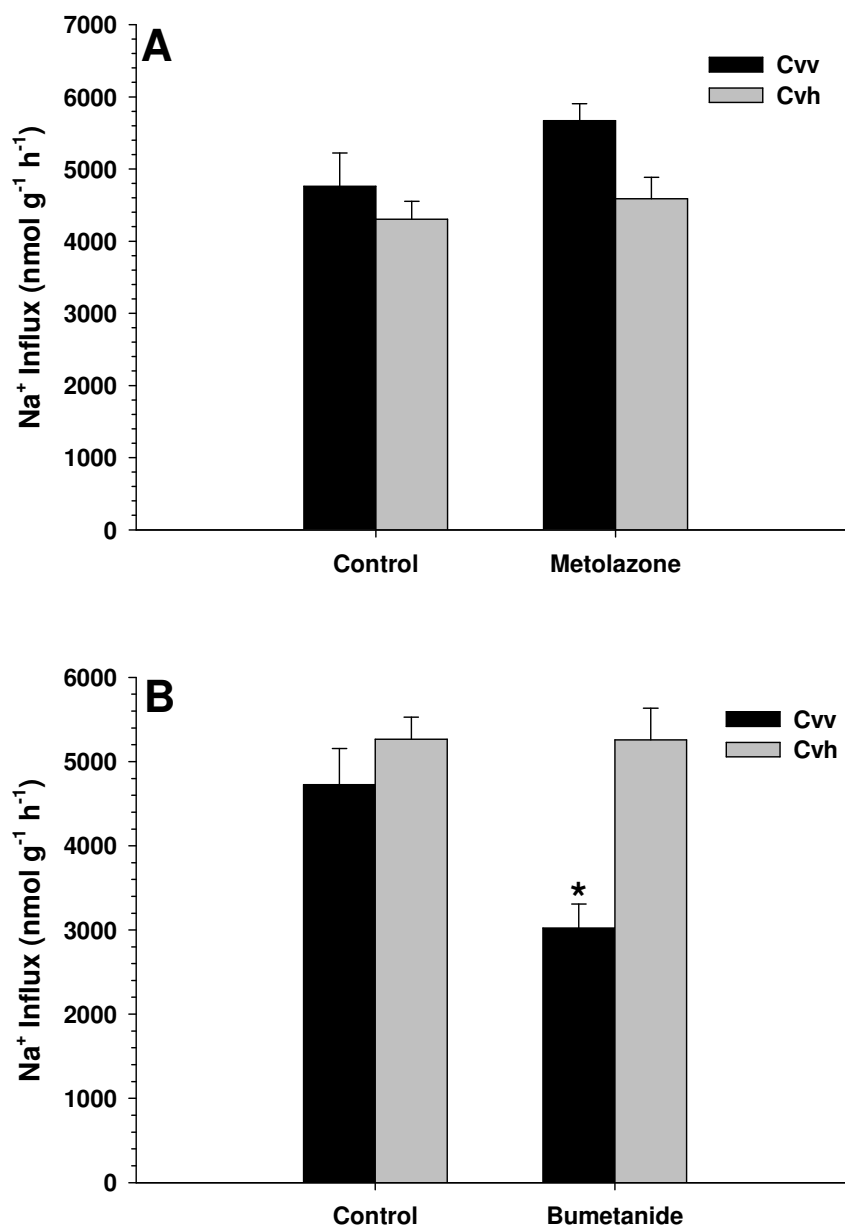 A
7000
6000
5000
4000
3000
2000
1000
0
Na⁺ Influx (nmol g⁻¹ h⁻¹)
Cvv
Cvh
Control Metolazone
B
6000
5000
4000
3000
2000
1000
0
Na⁺ Influx (nmol g⁻¹ h⁻¹)
Cvv
Cvh
*
Control Bumetanide